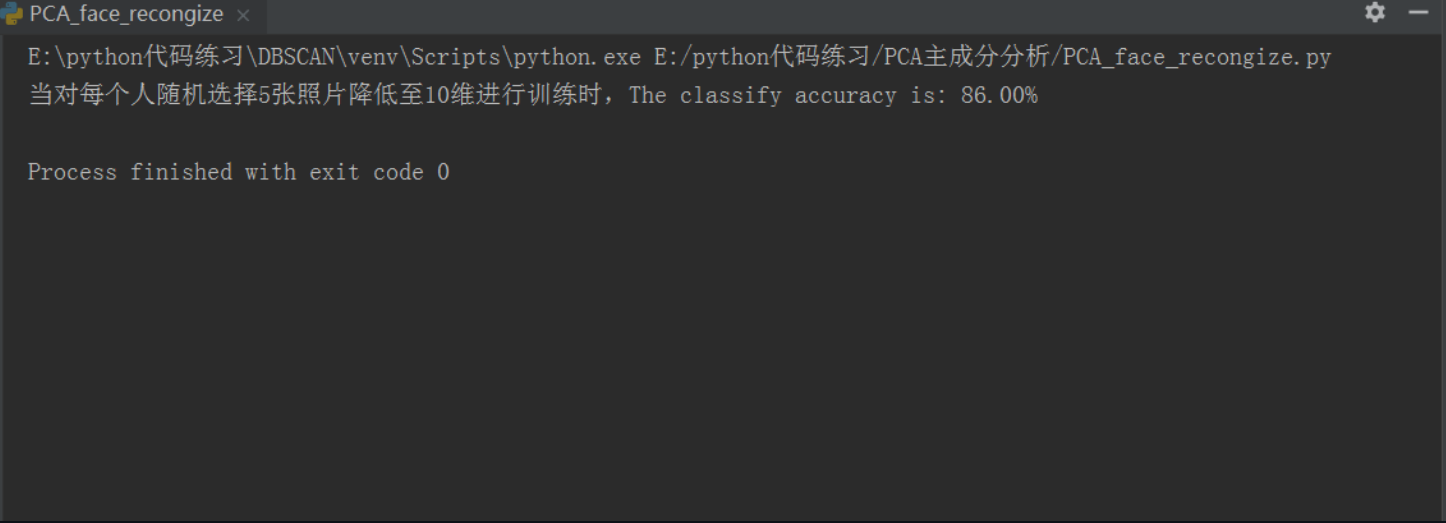 PCA_face_recongize
E:\python代码练习\DBSCAN\venv\Scripts\python.exe E:/python代码练习/PCA主成分分析/PCA_face_recongize.py
当对每个人随机选择5张照片降低至10维进行训练时，The classify accuracy is: 86.00%
Process finished with exit code 0